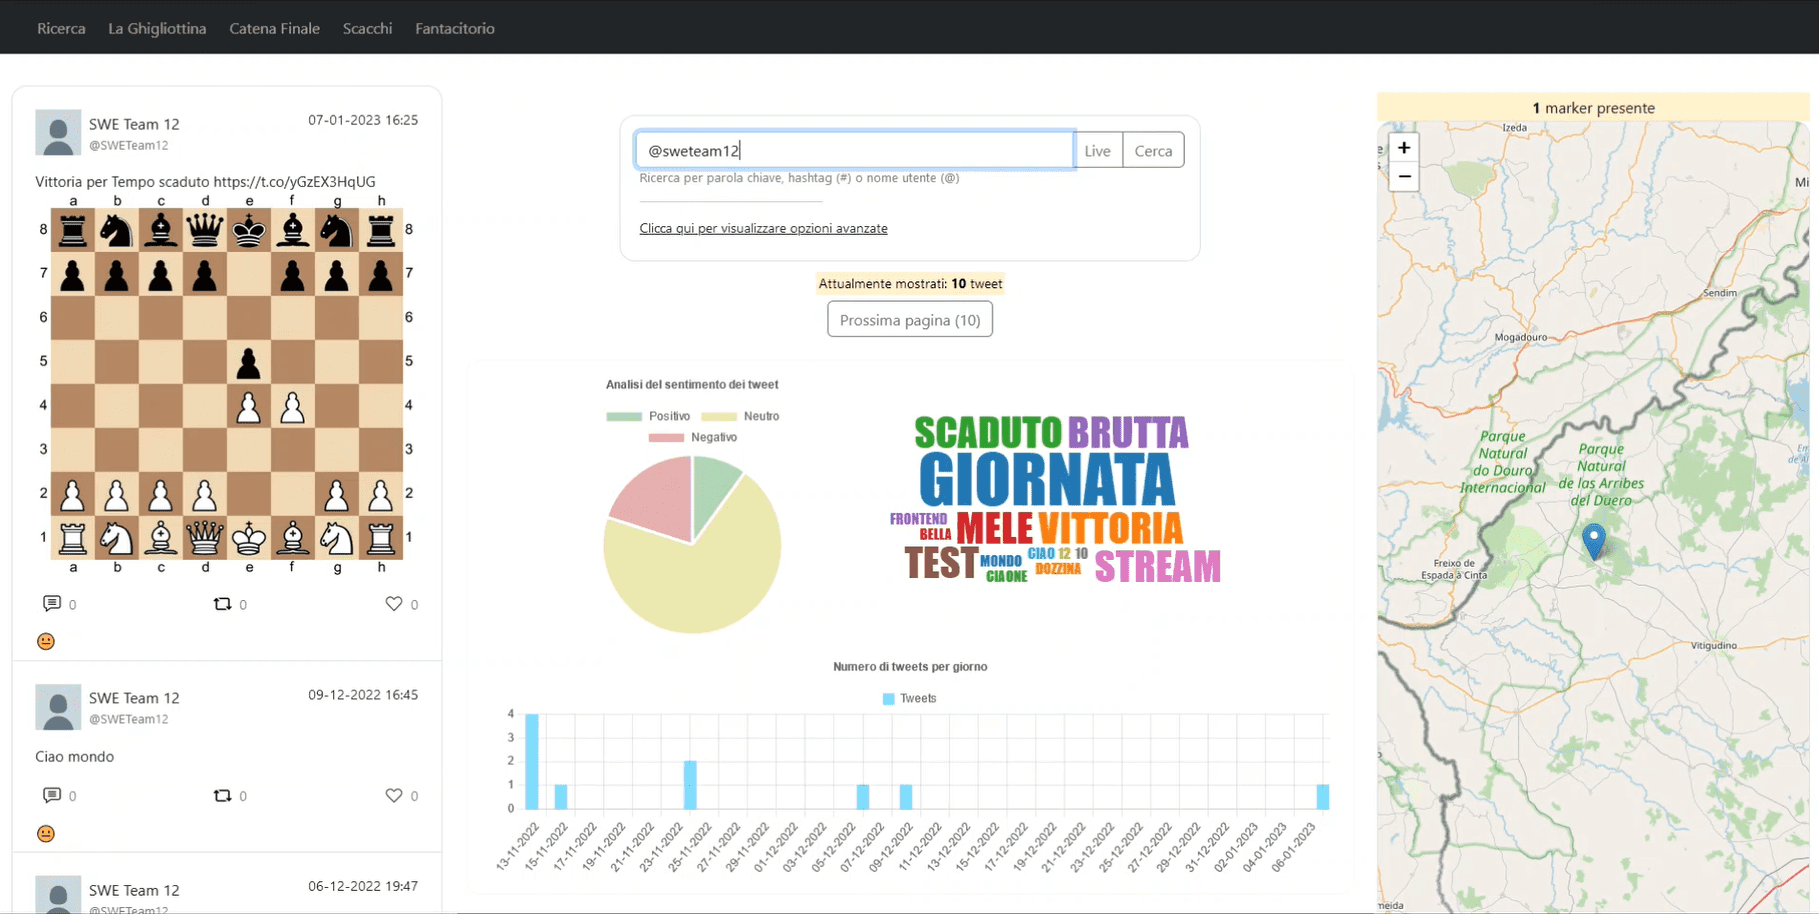 Ricerca La Ghigliottina Catena Finale Scacchi Fantacitorio
SWE Team 12 07-01-2023 16:25
@SWETeam12
Vittoria per Tempo scaduto https://t.co/yGzEX3HqUG
a b c d e f g h
8 8
7 7
6 6
5 5
4 4
3 3
2 2
1 1
a b c d e f g h
0 0 0
SWE Team 12 09-12-2022 16:45
@SWETeam12
Ciao mondo
0 0 0
SWE Team 12 06-12-2022 19:47
@SWETeam12
@sweteam12 Live Cerca
Ricerca per parola chiave, hashtag (#) o nome utente (@)
Clicca qui per visualizzare opzioni avanzate
Attualmente mostrati: 10 tweet
Prossima pagina (10)
Analisi del sentimento dei tweet
Positivo Neutro
Negativo
SCADUTO BRUTTA
GIORNATA
FRONTEND
BELLA
MELE VITTORIA
TEST
MONDO
CIAO 12 10
CIAONE
DOZZINA
STREAM
Numero di tweets per giorno
Tweets
4
3
2
1
0
13-11-2022
15-11-2022
17-11-2022
19-11-2022
21-11-2022
23-11-2022
25-11-2022
27-11-2022
29-11-2022
01-12-2022
03-12-2022
05-12-2022
07-12-2022
09-12-2022
11-12-2022
13-12-2022
15-12-2022
17-12-2022
19-12-2022
21-12-2022
23-12-2022
25-12-2022
27-12-2022
29-12-2022
31-12-2022
02-01-2023
04-01-2023
06-01-2023
1 marker presente
Izeda
+
−
Mi
Sendim
Mogadouro
Parque
Natural
do Douro
Internacional
Parque
Natural
de las Arribes
del Duero
Freixo de
Espada à Cinta
Vitigudino
meida